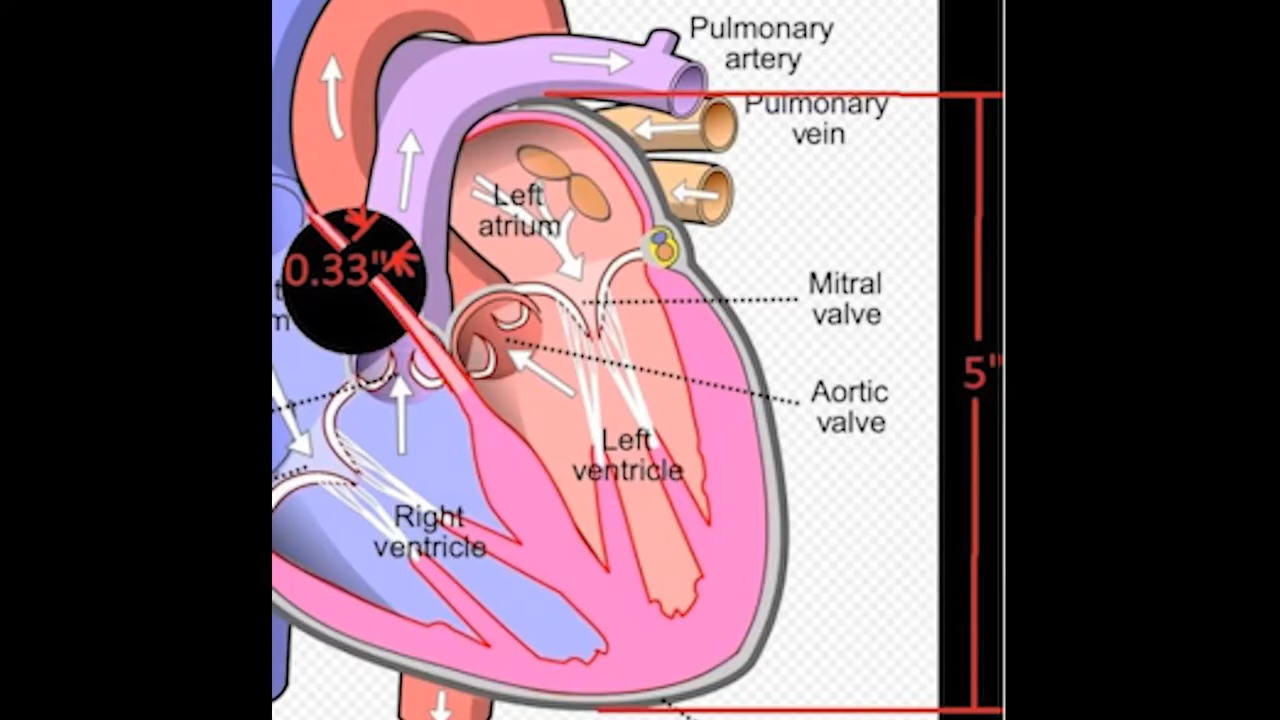 Pulmonary
artery
Pulmonary
vein
Left
atrium
0.33"
Mitral
valve
5"
Aortic
valve
Left
ventricle
Right
ventricle